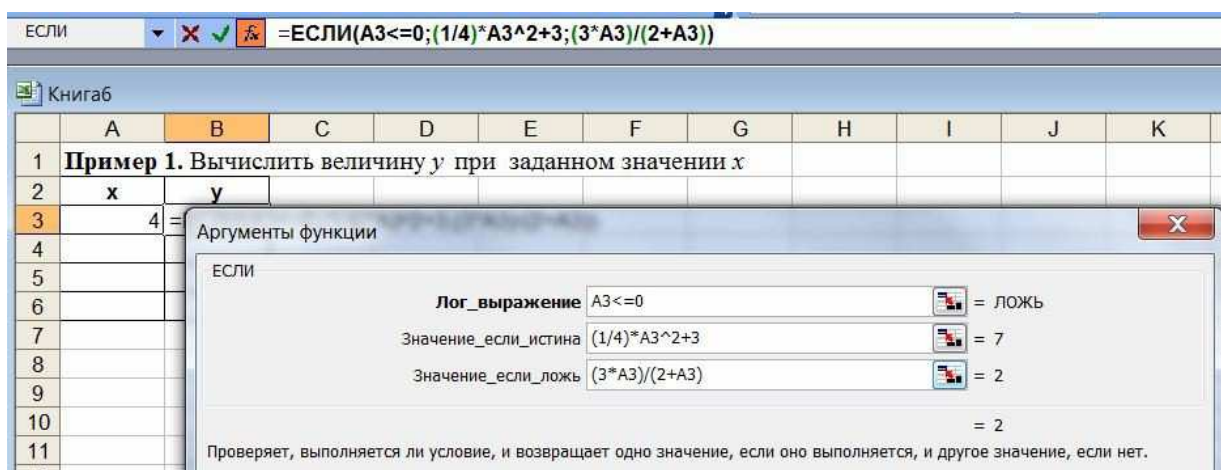 ЕСЛИ =ЕСЛИ(A3<=0;(1/4)*A3^2+3;(3*A3)/(2+A3))
Книга6
A B C D E F G H I J K
1 Пример 1. Вычислить величину y при заданном значении x
2 x y
3 4 =
Аргументы функции
4
5 ЕСЛИ
6 Лог_выражение A3<=0 = ЛОЖЬ
7 Значение_если_истина (1/4)*A3^2+3 = 7
8 Значение_если_ложь (3*A3)/(2+A3) = 2
9
10 = 2
11 Проверяет, выполняется ли условие, и возвращает одно значение, если оно выполняется, и другое значение, если нет.